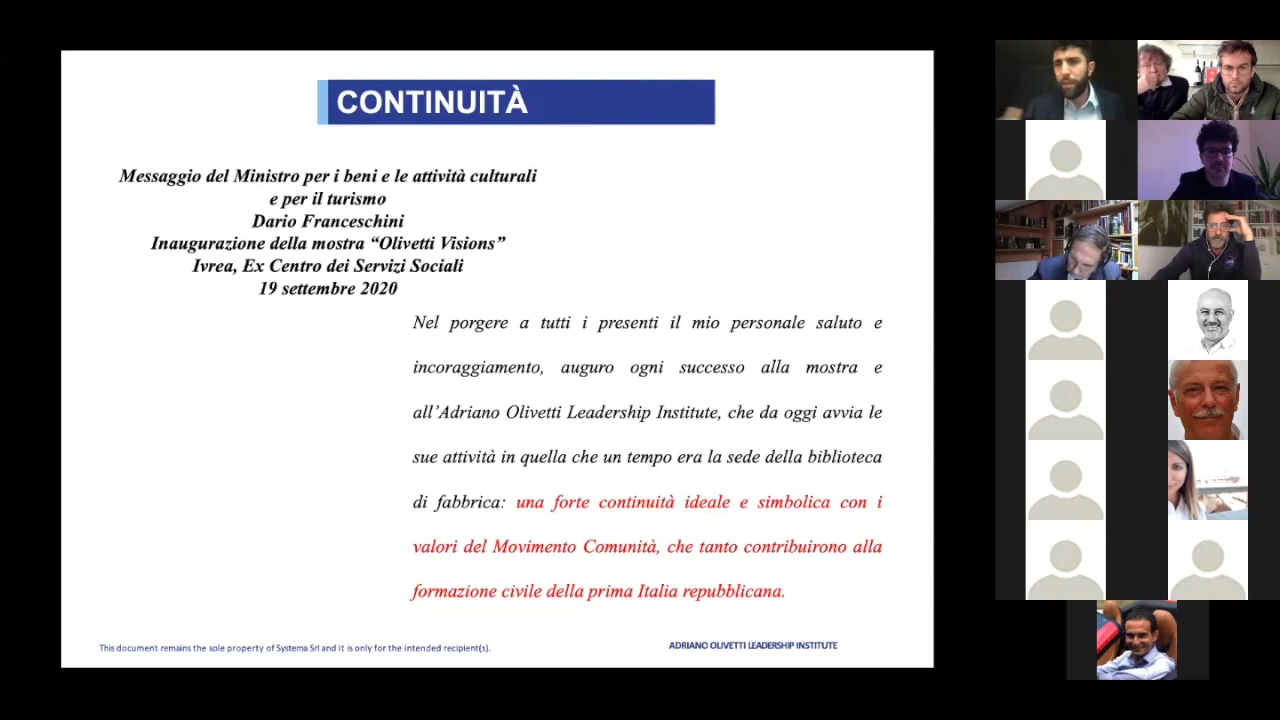 CONTINUITÀ
Messaggio del Ministro per i beni e le attività culturali
e per il turismo
Dario Franceschini
Inaugurazione della mostra “Olivetti Visions”
Ivrea, Ex Centro dei Servizi Sociali
19 settembre 2020
Nel porgere a tutti i presenti il mio personale saluto e
incoraggiamento, auguro ogni successo alla mostra e
all’Adriano Olivetti Leadership Institute, che da oggi avvia le
sue attività in quella che un tempo era la sede della biblioteca
di fabbrica: una forte continuità ideale e simbolica con i
valori del Movimento Comunità, che tanto contribuirono alla
formazione civile della prima Italia repubblicana.
This document remains the sole property of Systema Srl and it is only for the intended recipient(s).
ADRIANO OLIVETTI LEADERSHIP INSTITUTE